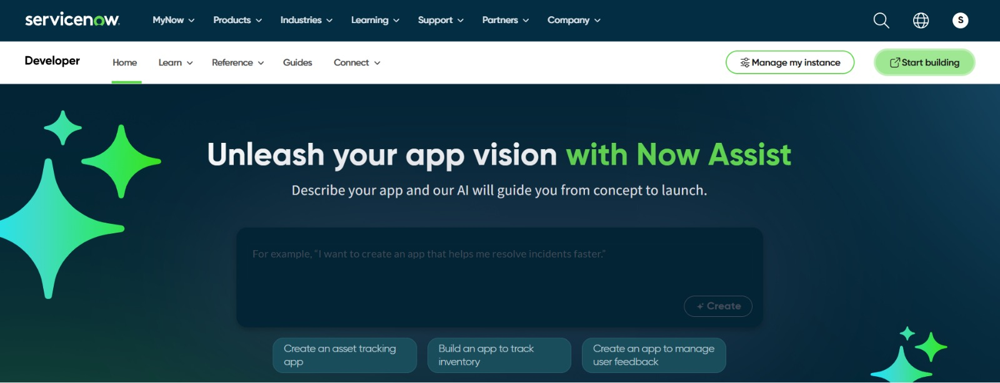 servicenow
MyNow Products Industries Learning Support Partners Company
S
Developer
Home Learn Reference Guides Connect
Manage my instance
Start building
Unleash your app vision with Now Assist
Describe your app and our AI will guide you from concept to launch.
For example, "I want to create an app that helps me resolve incidents faster."
Create
Create an asset tracking
app
Build an app to track
inventory
Create an app to manage
user feedback